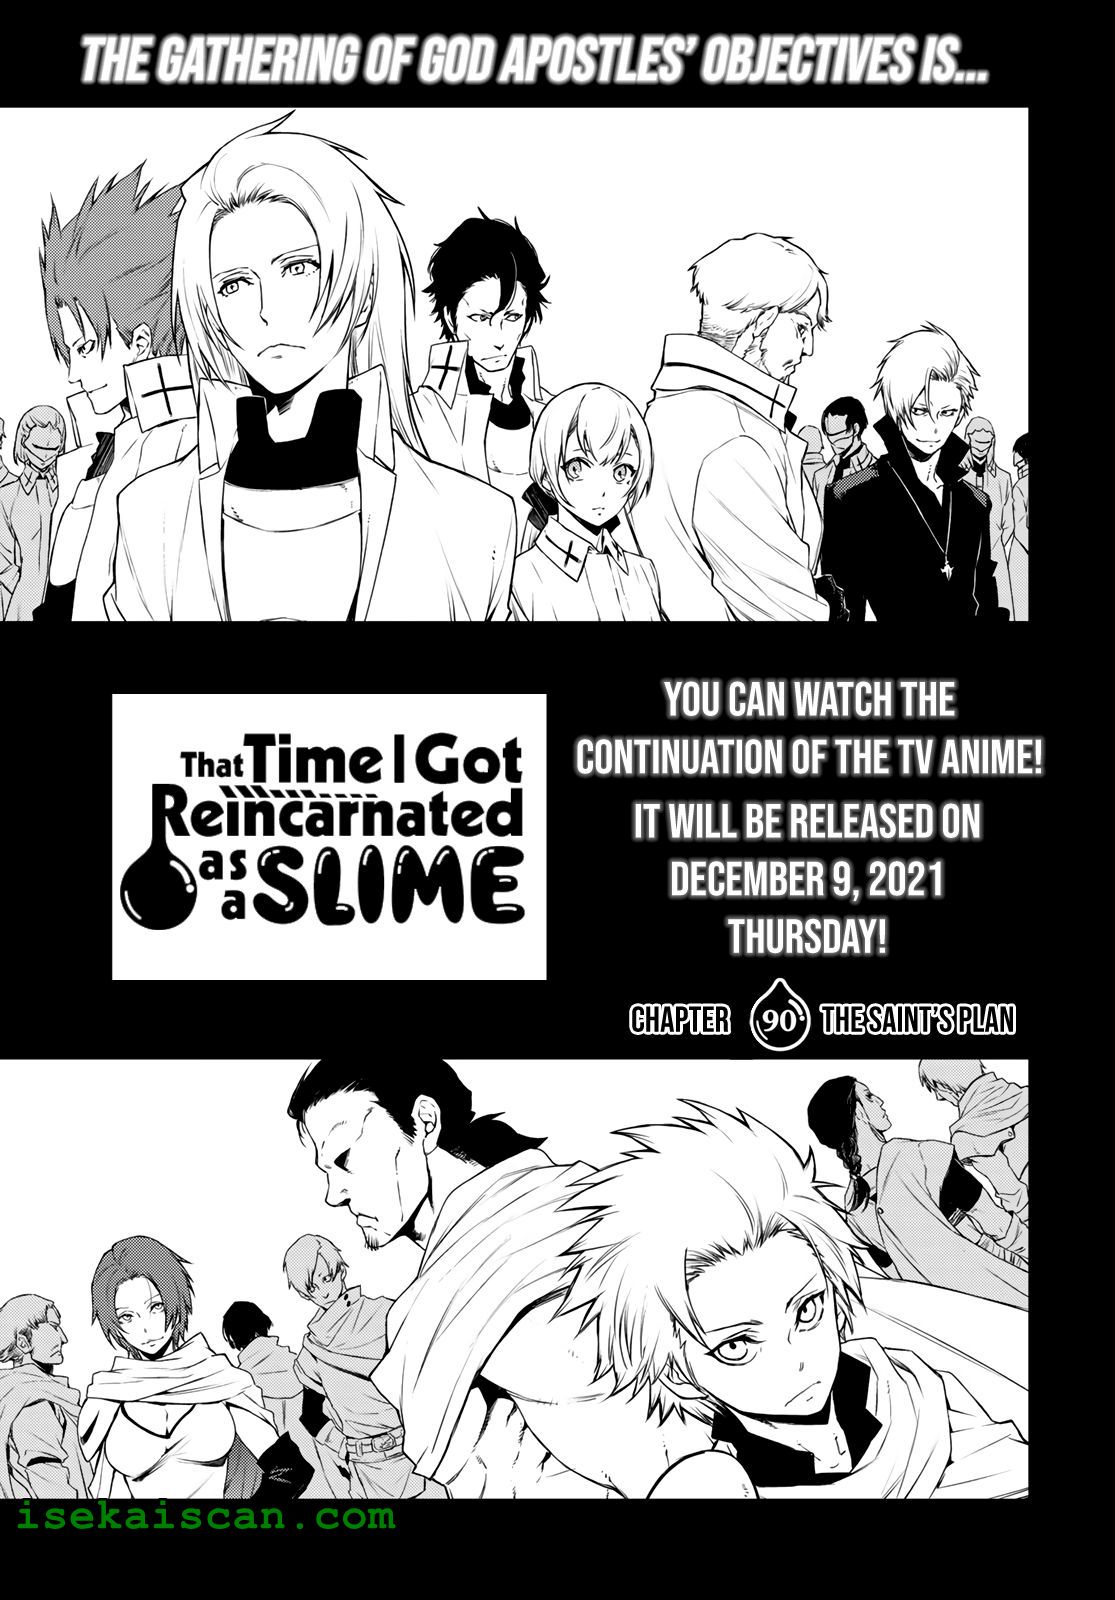 THE GATHERING OF GOD APOSTLES' OBJECTIVES IS...
That Time I Got
Reincarnated
as
a SLIME
YOU CAN WATCH THE
CONTINUATION OF THE TV ANIME!
IT WILL BE RELEASED ON
DECEMBER 9, 2021
THURSDAY!
CHAPTER 90 THE SAINT'S PLAN
isekaiscan.com